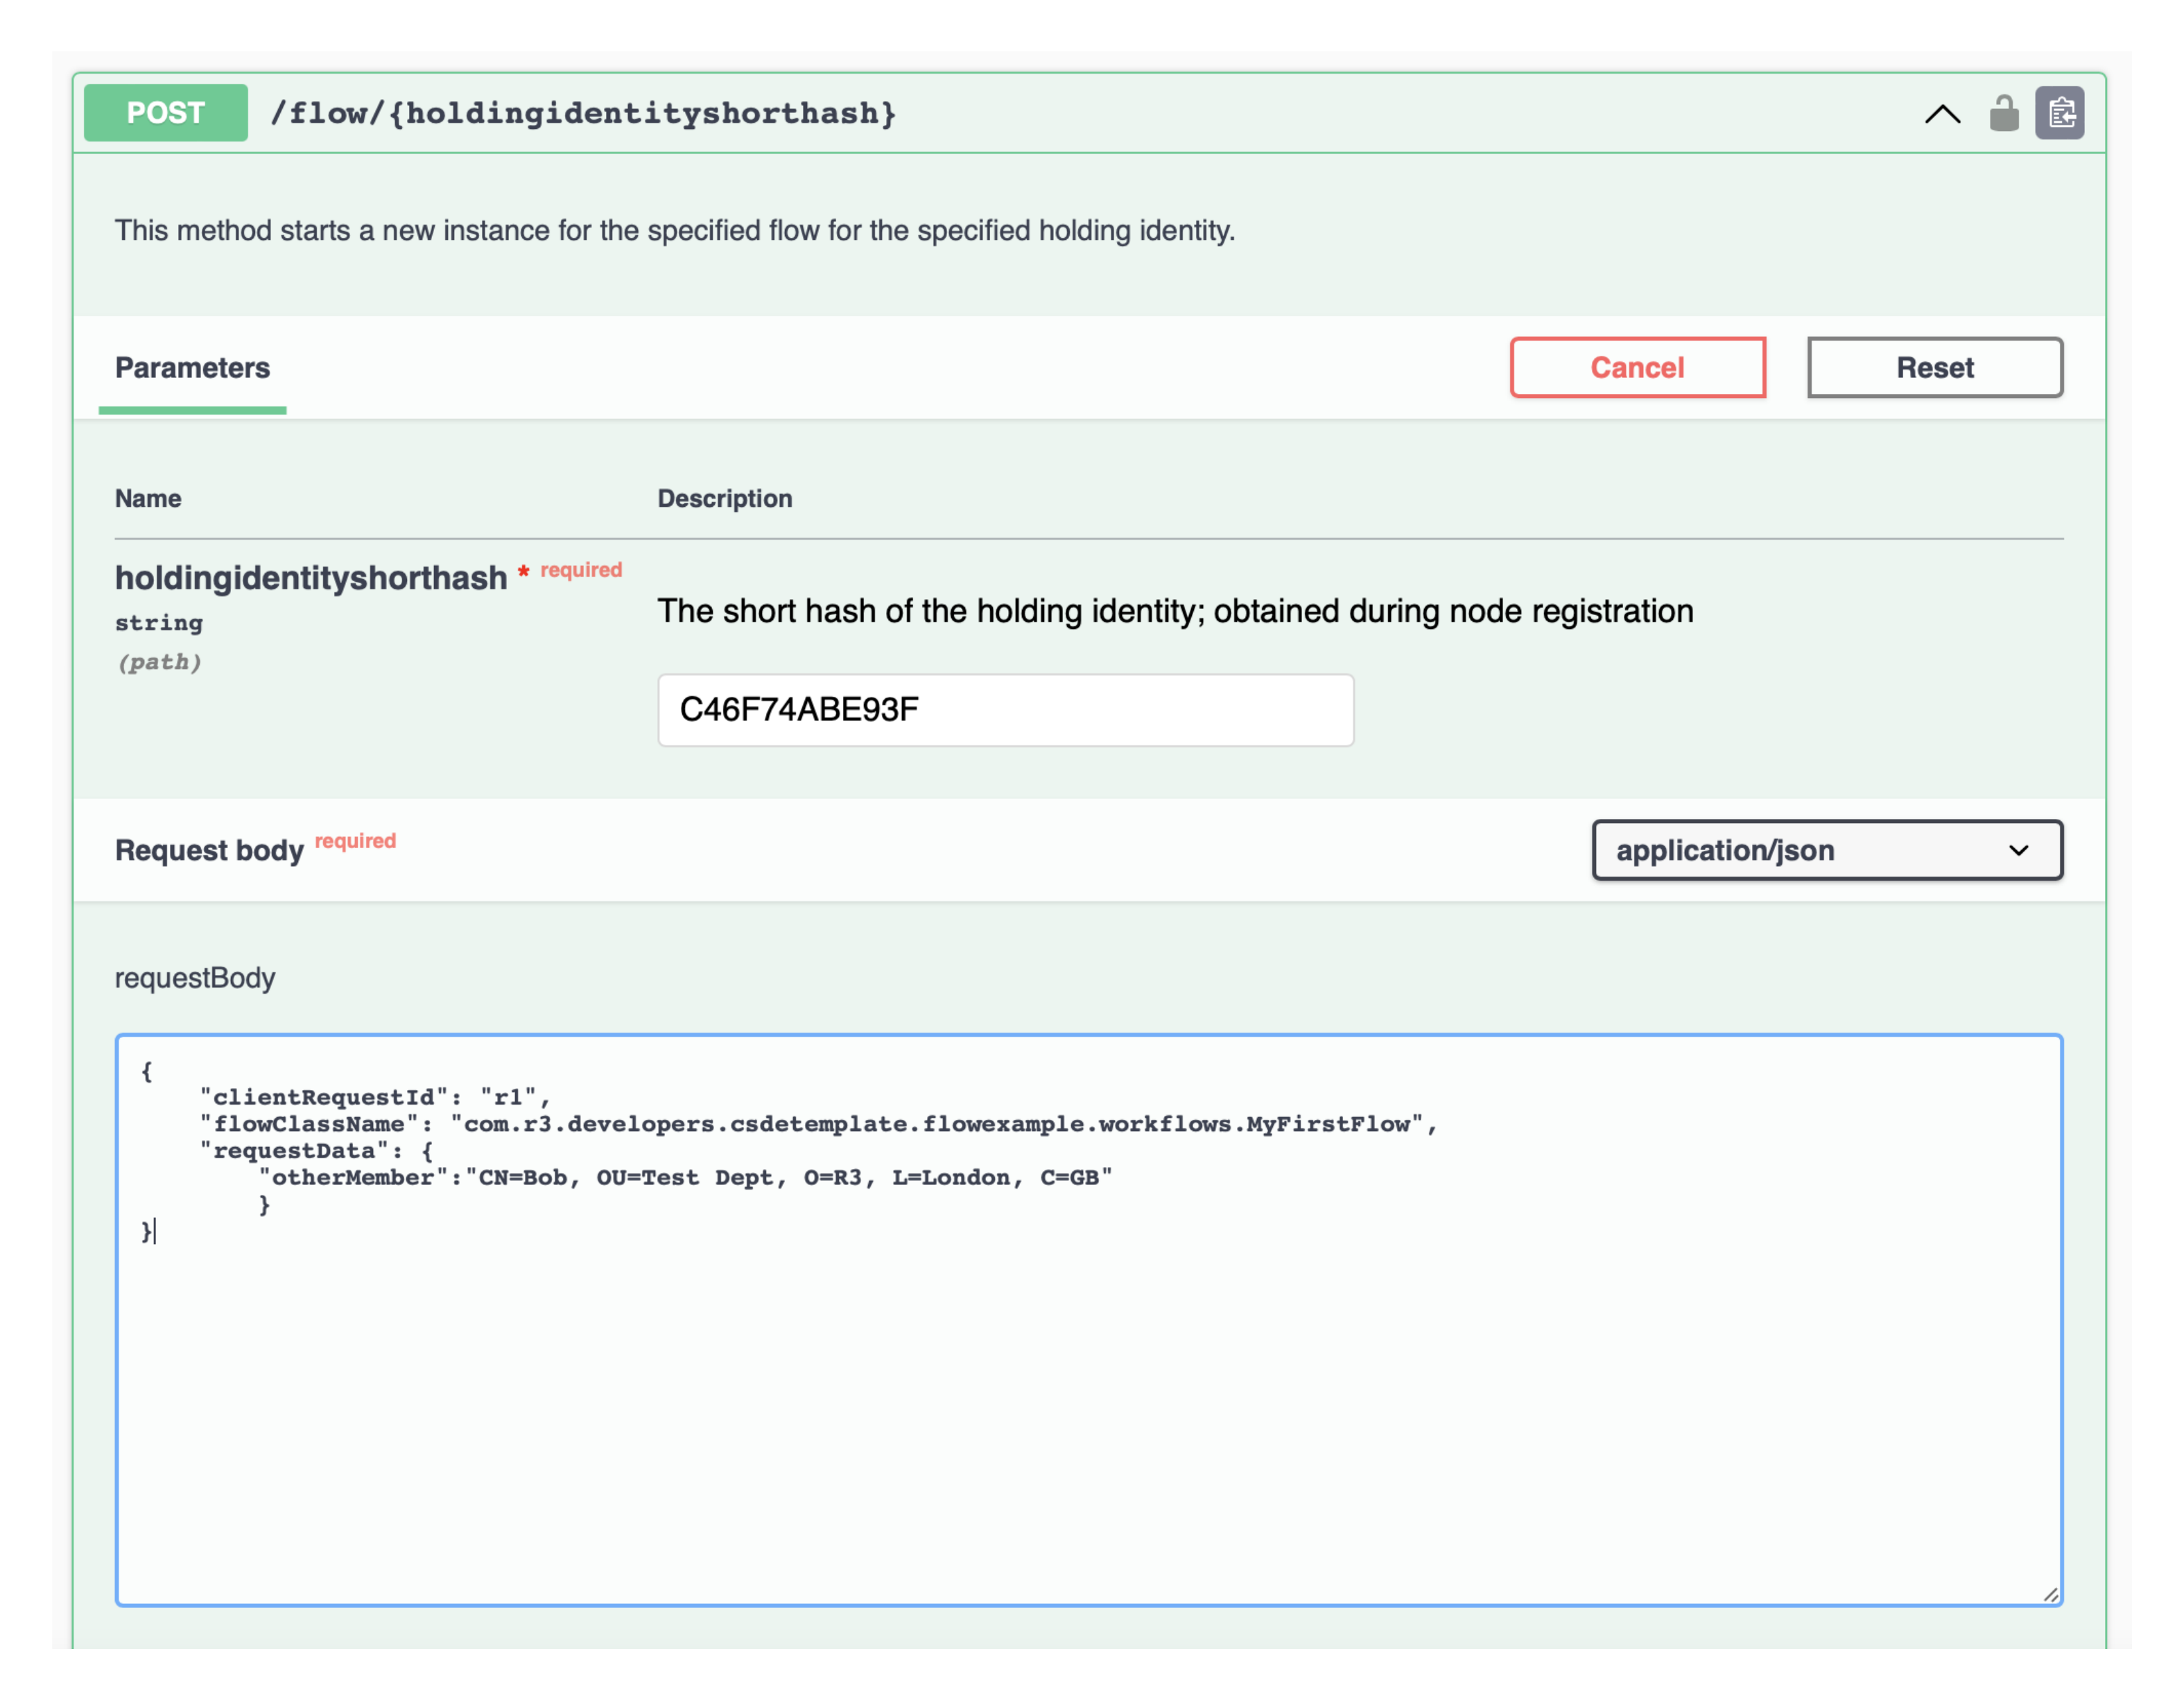 POST /flow/{holdingidentityshorthash}
This method starts a new instance for the specified flow for the specified holding identity.
Parameters
Cancel
Reset
Name Description
holdingidentityshorthash * required
string
(path)
The short hash of the holding identity; obtained during node registration
C46F74ABE93F
Request body required
application/json
requestBody
{
    "clientRequestId": "r1",
    "flowClassName": "com.r3.developers.csdetemplate.flowexample.workflows.MyFirstFlow",
    "requestData": {
        "otherMember":"CN=Bob, OU=Test Dept, O=R3, L=London, C=GB"
        }
}